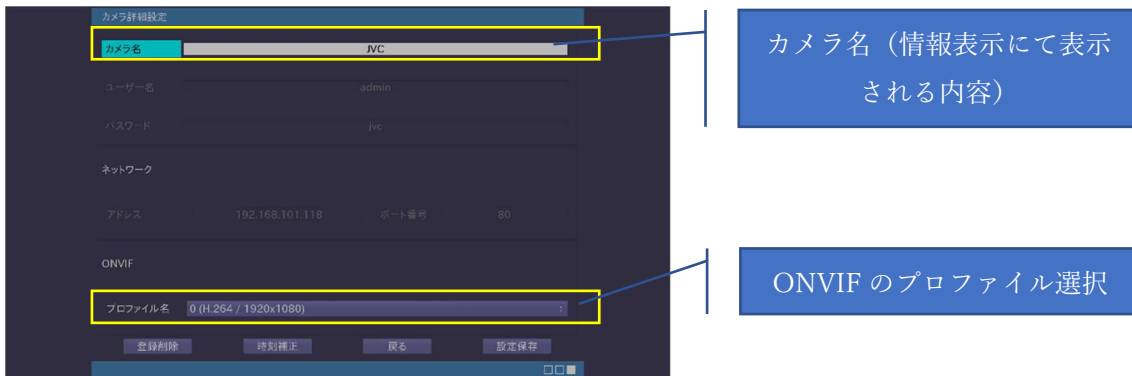 カメラ詳細設定
カメラ名 JVC
ユーザー名 admin
パスワード jvc
ネットワーク
アドレス 192.168.101.118 ポート番号 80
ONVIF
プロファイル名 0 (H.264 / 1920x1080)
登録削除 時刻補正 戻る 設定保存
カメラ名（情報表示にて表示
される内容）
ONVIF のプロファイル選択